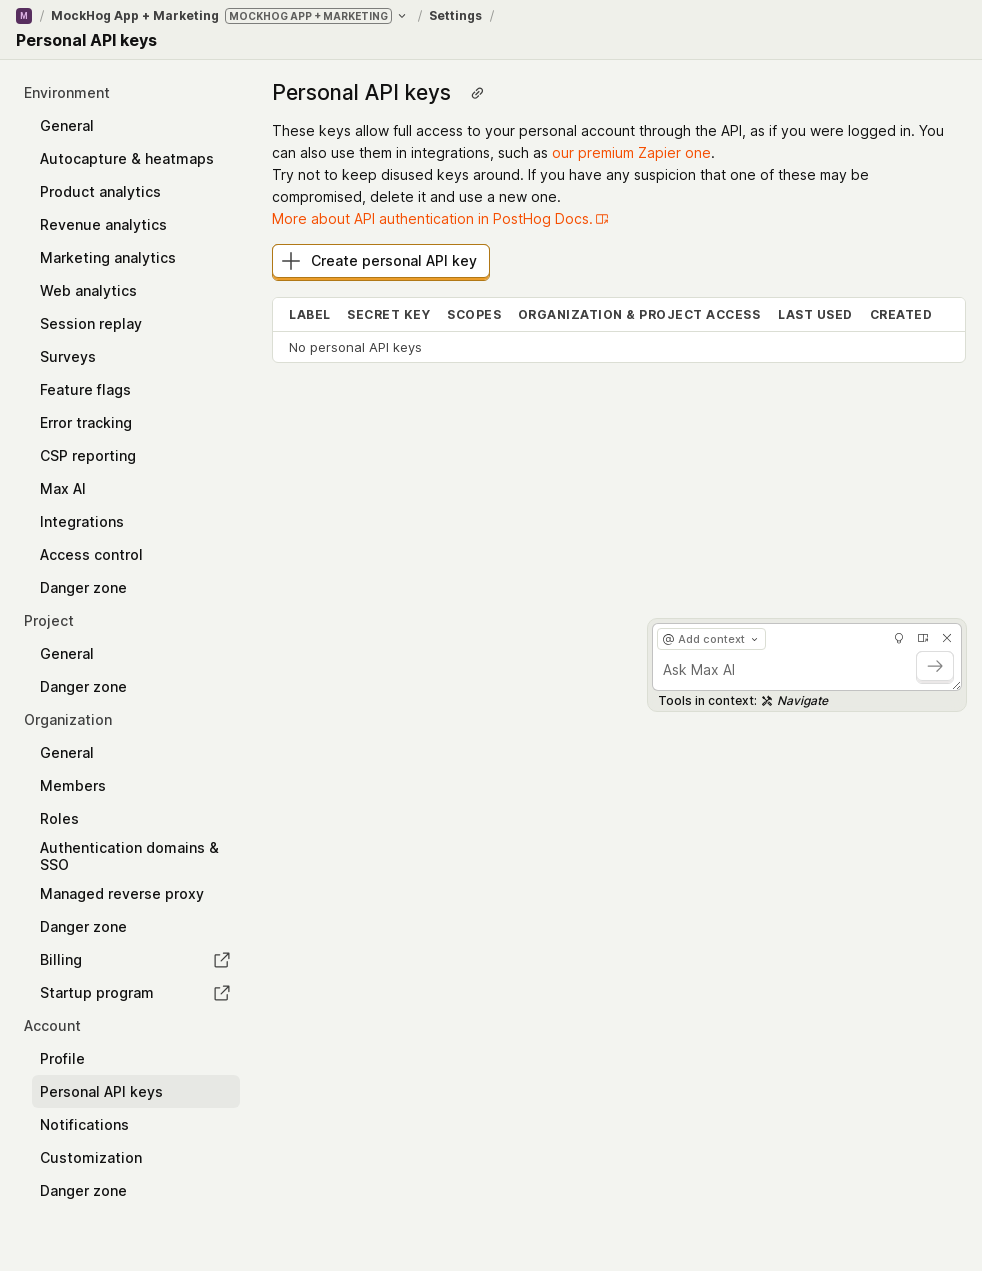 M / MockHog App + Marketing MOCKHOG APP + MARKETING / Settings /
Personal API keys
Environment
General
Autocapture & heatmaps
Product analytics
Revenue analytics
Marketing analytics
Web analytics
Session replay
Surveys
Feature flags
Error tracking
CSP reporting
Max AI
Integrations
Access control
Danger zone
Project
General
Danger zone
Organization
General
Members
Roles
Authentication domains &
SSO
Managed reverse proxy
Danger zone
Billing
Startup program
Account
Profile
Personal API keys
Notifications
Customization
Danger zone
Personal API keys
These keys allow full access to your personal account through the API, as if you were logged in. You
can also use them in integrations, such as our premium Zapier one.
Try not to keep disused keys around. If you have any suspicion that one of these may be
compromised, delete it and use a new one.
More about API authentication in PostHog Docs.
Create personal API key
LABEL SECRET KEY SCOPES ORGANIZATION & PROJECT ACCESS LAST USED CREATED
No personal API keys
@ Add context
Ask Max AI
Tools in context: Navigate